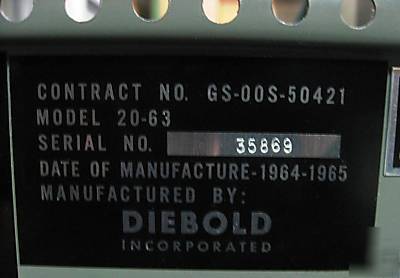 CONTRACT NO. GS-00S-50421
MODEL 20-63
SERIAL NO. 35869
DATE OF MANUFACTURE-1964-1965
MANUFACTURED BY:
DIEBOLD
INCORPORATED